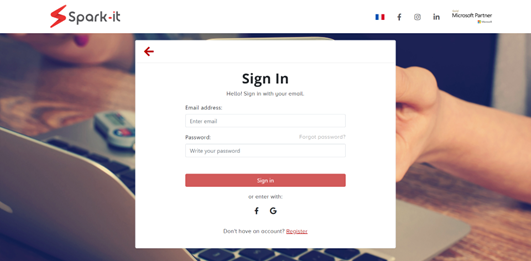 Spark-it
Microsoft Partner
Microsoft
Sign In
Hello! Sign in with your email.
Email address:
Enter email
Password:
Forgot password?
Write your password
Sign in
or enter with:
Don't have an account? Register